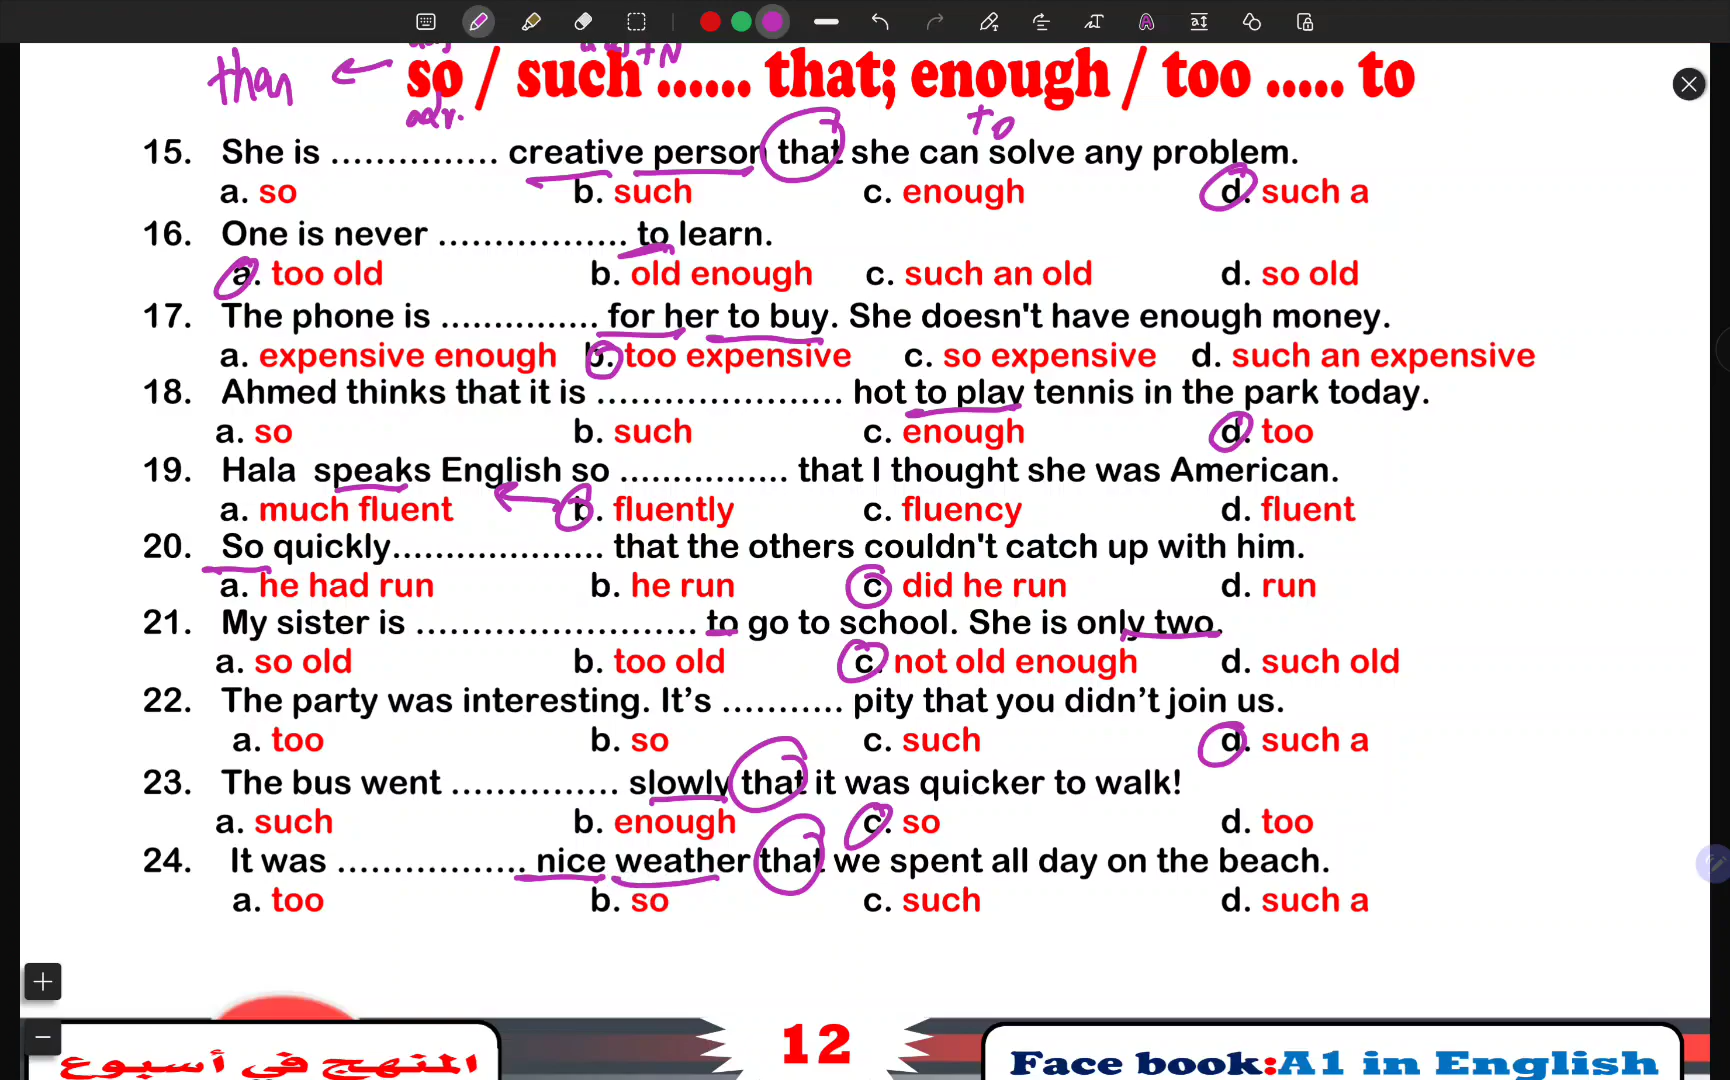 than ← so / such ...... that; enough / too ..... to
adv.
to
15. She is ............... creative person that she can solve any problem.
a. so b. such c. enough d. such a
16. One is never .................. to learn.
a. too old b. old enough c. such an old d. so old
17. The phone is ............... for her to buy. She doesn't have enough money.
a. expensive enough b. too expensive c. so expensive d. such an expensive
18. Ahmed thinks that it is ...................... hot to play tennis in the park today.
a. so b. such c. enough d. too
19. Hala speaks English so ............... that I thought she was American.
a. much fluent b. fluently c. fluency d. fluent
20. So quickly..................... that the others couldn't catch up with him.
a. he had run b. he run c did he run d. run
21. My sister is ......................... to go to school. She is only two.
a. so old b. too old c. not old enough d. such old
22. The party was interesting. It’s ........... pity that you didn’t join us.
a. too b. so c. such d. such a
23. The bus went ............... slowly that it was quicker to walk!
a. such b. enough c. so d. too
24. It was ................. nice weather that we spent all day on the beach.
a. too b. so c. such d. such a
المنهج في أسبوع 12 Face book:A1 in English